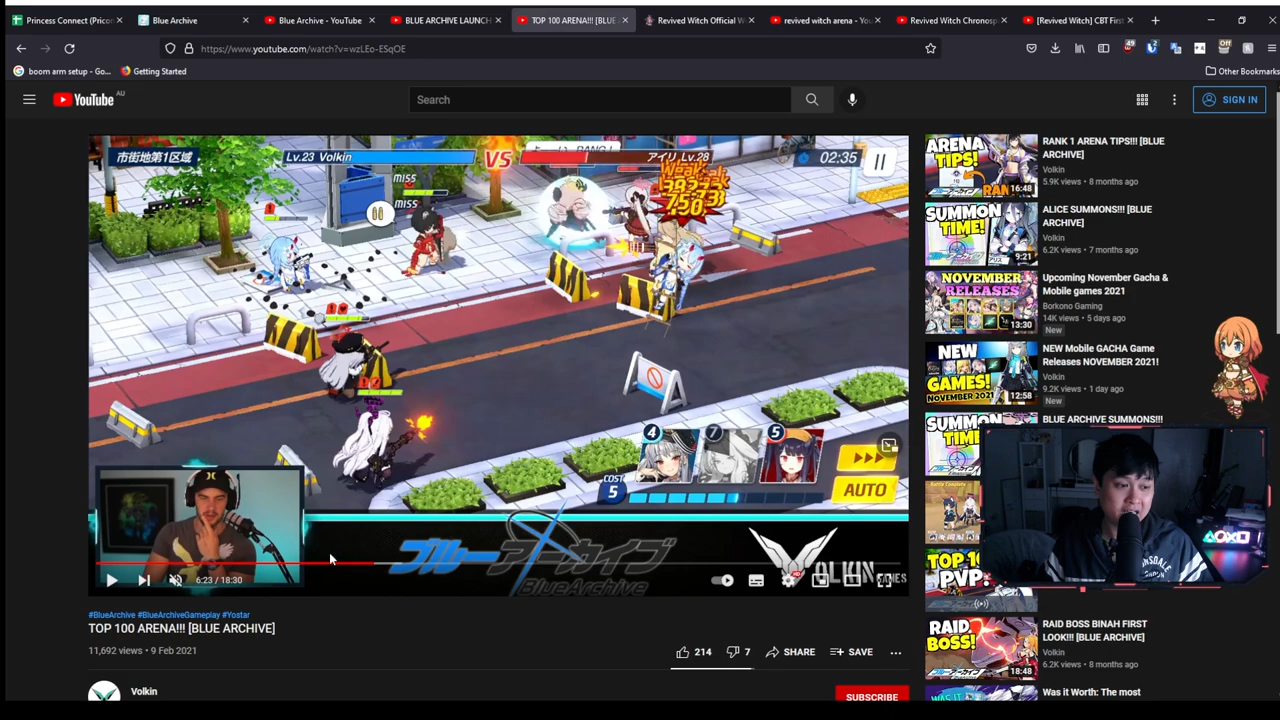 Princess Connect (Pricon
Blue Archive
Blue Archive - YouTube
BLUE ARCHIVE LAUNCH
TOP 100 ARENA!!! [BLUE
Revived Witch Official W
revived witch arena - You
Revived Witch Chronosp
[Revived Witch] CBT First
https://www.youtube.com/watch?v=wzLEo-ESqOE
49
2
Off
boom arm setup - Go...
Getting Started
Other Bookmarks
YouTube
AU
Search
SIGN IN
市街地第1区域
Lv.23 Volkin
VS
アイリ Lv.28
02:35
MISS
MISS
Weak
4
7
5
COST
5
AUTO
ブルーアーカイブ
BlueArchive
6:23 / 18:30
#BlueArchive #BlueArchiveGameplay #Yostar
TOP 100 ARENA!!! [BLUE ARCHIVE]
11,692 views • 9 Feb 2021
214
7
SHARE
SAVE
Volkin
SUBSCRIBE
ARENA
TIPS!
16:48
RANK 1 ARENA TIPS!!! [BLUE
ARCHIVE]
Volkin
5.9K views • 8 months ago
SUMMON
TIME!
9:21
ALICE SUMMONS!!! [BLUE
ARCHIVE]
Volkin
6.2K views • 7 months ago
NOVEMBER
RELEASES
13:30
Upcoming November Gacha &
Mobile games 2021
Borkono Gaming
14K views • 5 days ago
New
NEW
GAMES!
NOVEMBER 2021
12:58
NEW Mobile GACHA Game
Releases NOVEMBER 2021!
Volkin
9.2K views • 1 day ago
New
SUMMON
TIME
BLUE ARCHIVE SUMMONS!!!
PVP!
RAID
BOSS!
18:48
RAID BOSS BINAH FIRST
LOOK!!! [BLUE ARCHIVE]
Volkin
6.2K views • 8 months ago
Was it Worth: The most